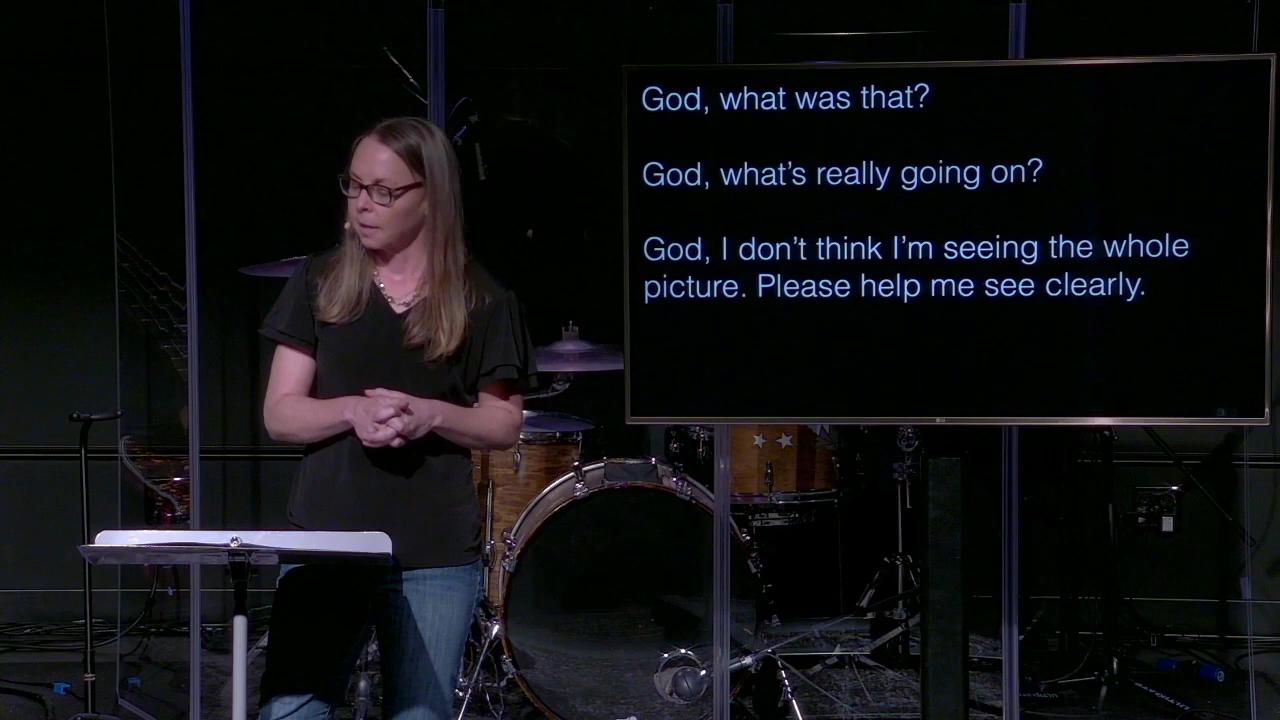 God, what was that?
God, what's really going on?
God, I don't think I'm seeing the whole
picture. Please help me see clearly.